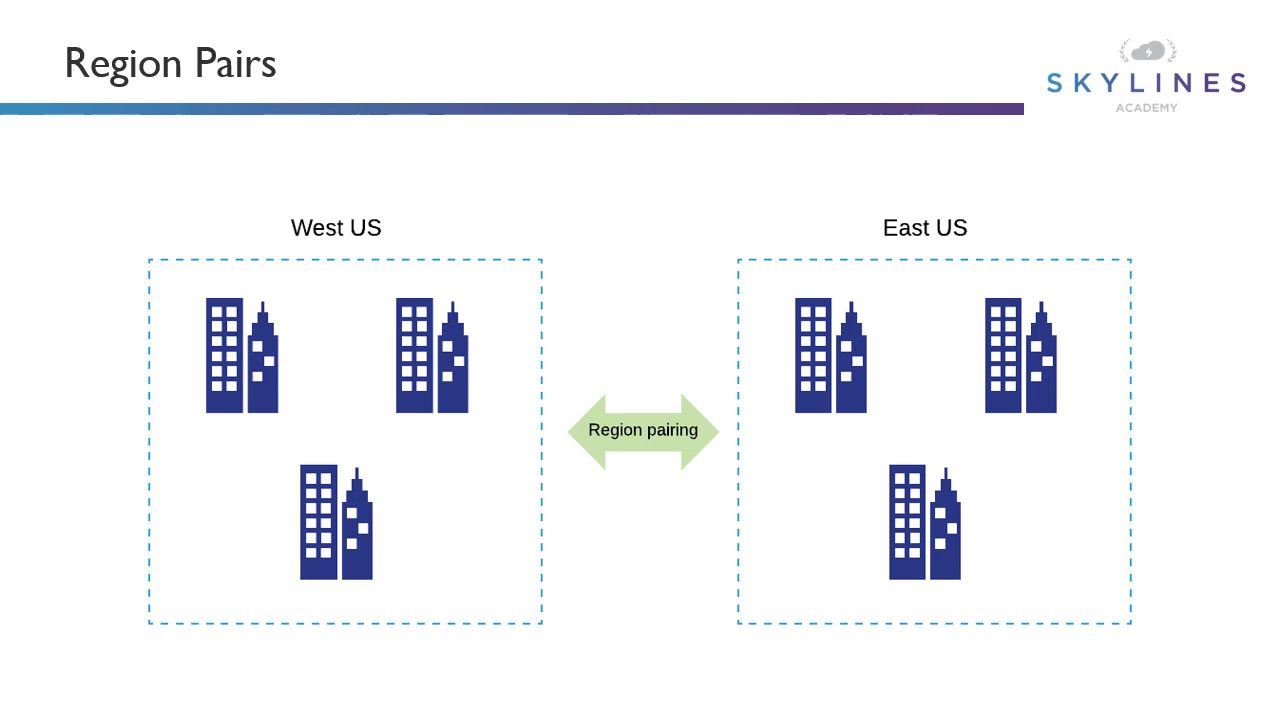 Region Pairs
SKYLINES
ACADEMY
West US
East US
Region pairing